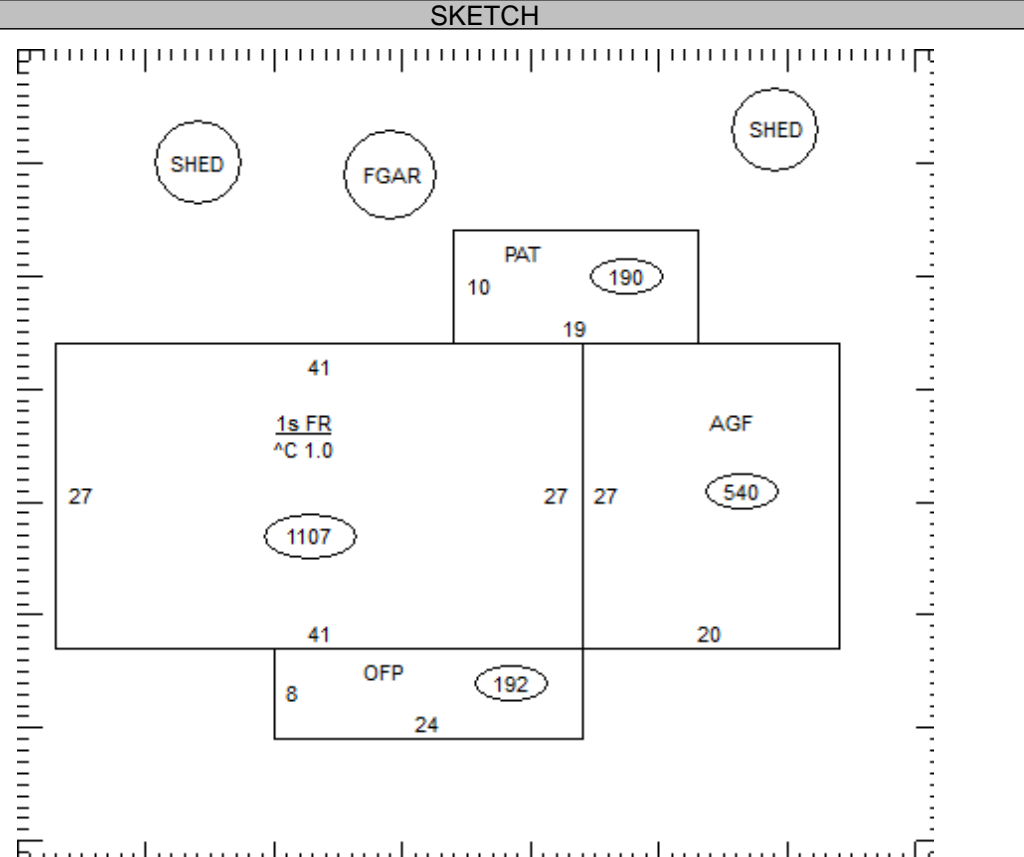 SKETCH
SHED
FGAR
SHED
PAT
190
10
19
41
1s FR
^C 1.0
AGF
27
27
27
540
1107
41
20
OFP
192
8
24